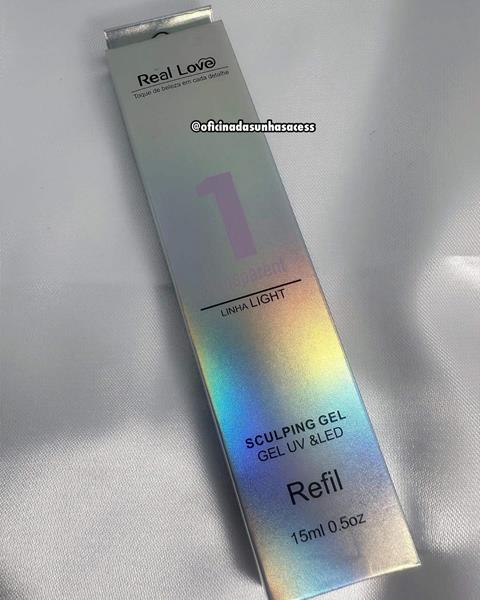 Real Love
Toque de beleza em cada detalhe
@oficinadasunhasacess
1
Transparent
LINHA LIGHT
SCULPING GEL
GEL UV &LED
Refil
15ml 0.5oz